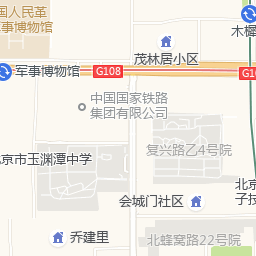 国人民革
事博物馆
木樨
茂林居小区
军事博物馆
G108
G1
中国国家铁路
集团有限公司
复兴路乙4号院
北京市玉渊潭中学
北京
子技
会城门社区
乔建里
北蜂窝路22号院